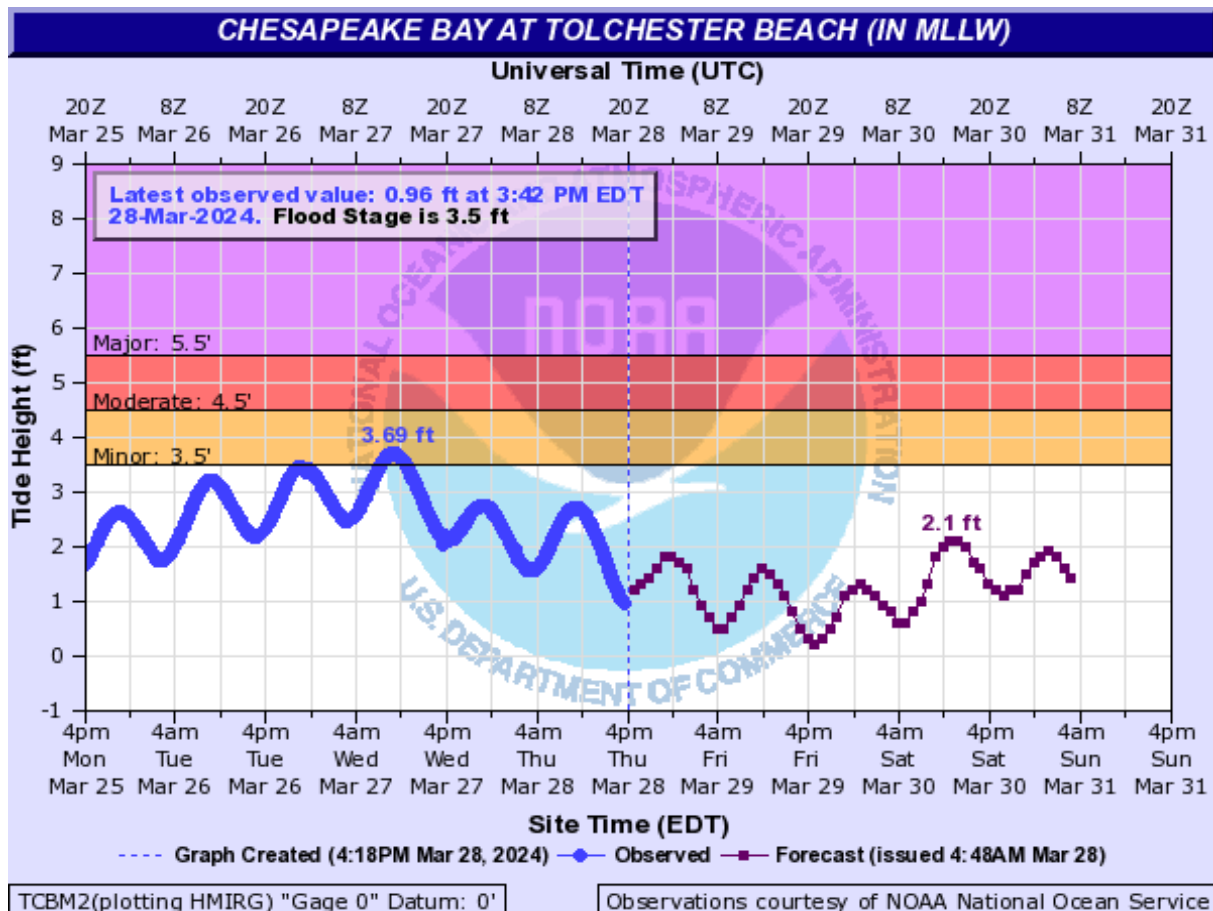 CHESAPEAKE BAY AT TOLCHESTER BEACH (IN MLLW)
Universal Time (UTC)
20Z 8Z 20Z 8Z 20Z 8Z 20Z 8Z 20Z 8Z 20Z 8Z 20Z
Mar 25 Mar 26 Mar 26 Mar 27 Mar 27 Mar 28 Mar 28 Mar 29 Mar 29 Mar 30 Mar 30 Mar 31 Mar 31
Latest observed value: 0.96 ft at 3:42 PM EDT
28-Mar-2024. Flood Stage is 3.5 ft
NATIONAL OCEANIC ATMOSPHERIC ADMINISTRATION
NOAA
U.S. DEPARTMENT OF COMMERCE
Tide Height (ft)
9
8
7
6
Major: 5.5'
5
Moderate: 4.5'
4
3.69 ft
Minor: 3.5'
3
2.1 ft
2
1
0
-1
4pm 4am 4pm 4am 4pm 4am 4pm 4am 4pm 4am 4pm 4am 4pm
Mon Tue Tue Wed Wed Thu Thu Fri Fri Sat Sat Sun Sun
Mar 25 Mar 26 Mar 26 Mar 27 Mar 27 Mar 28 Mar 28 Mar 29 Mar 29 Mar 30 Mar 30 Mar 31 Mar 31
Site Time (EDT)
Graph Created (4:18PM Mar 28, 2024) Observed Forecast (issued 4:48AM Mar 28)
TCBM2(plotting HMIRG) "Gage 0" Datum: 0'
Observations courtesy of NOAA National Ocean Service